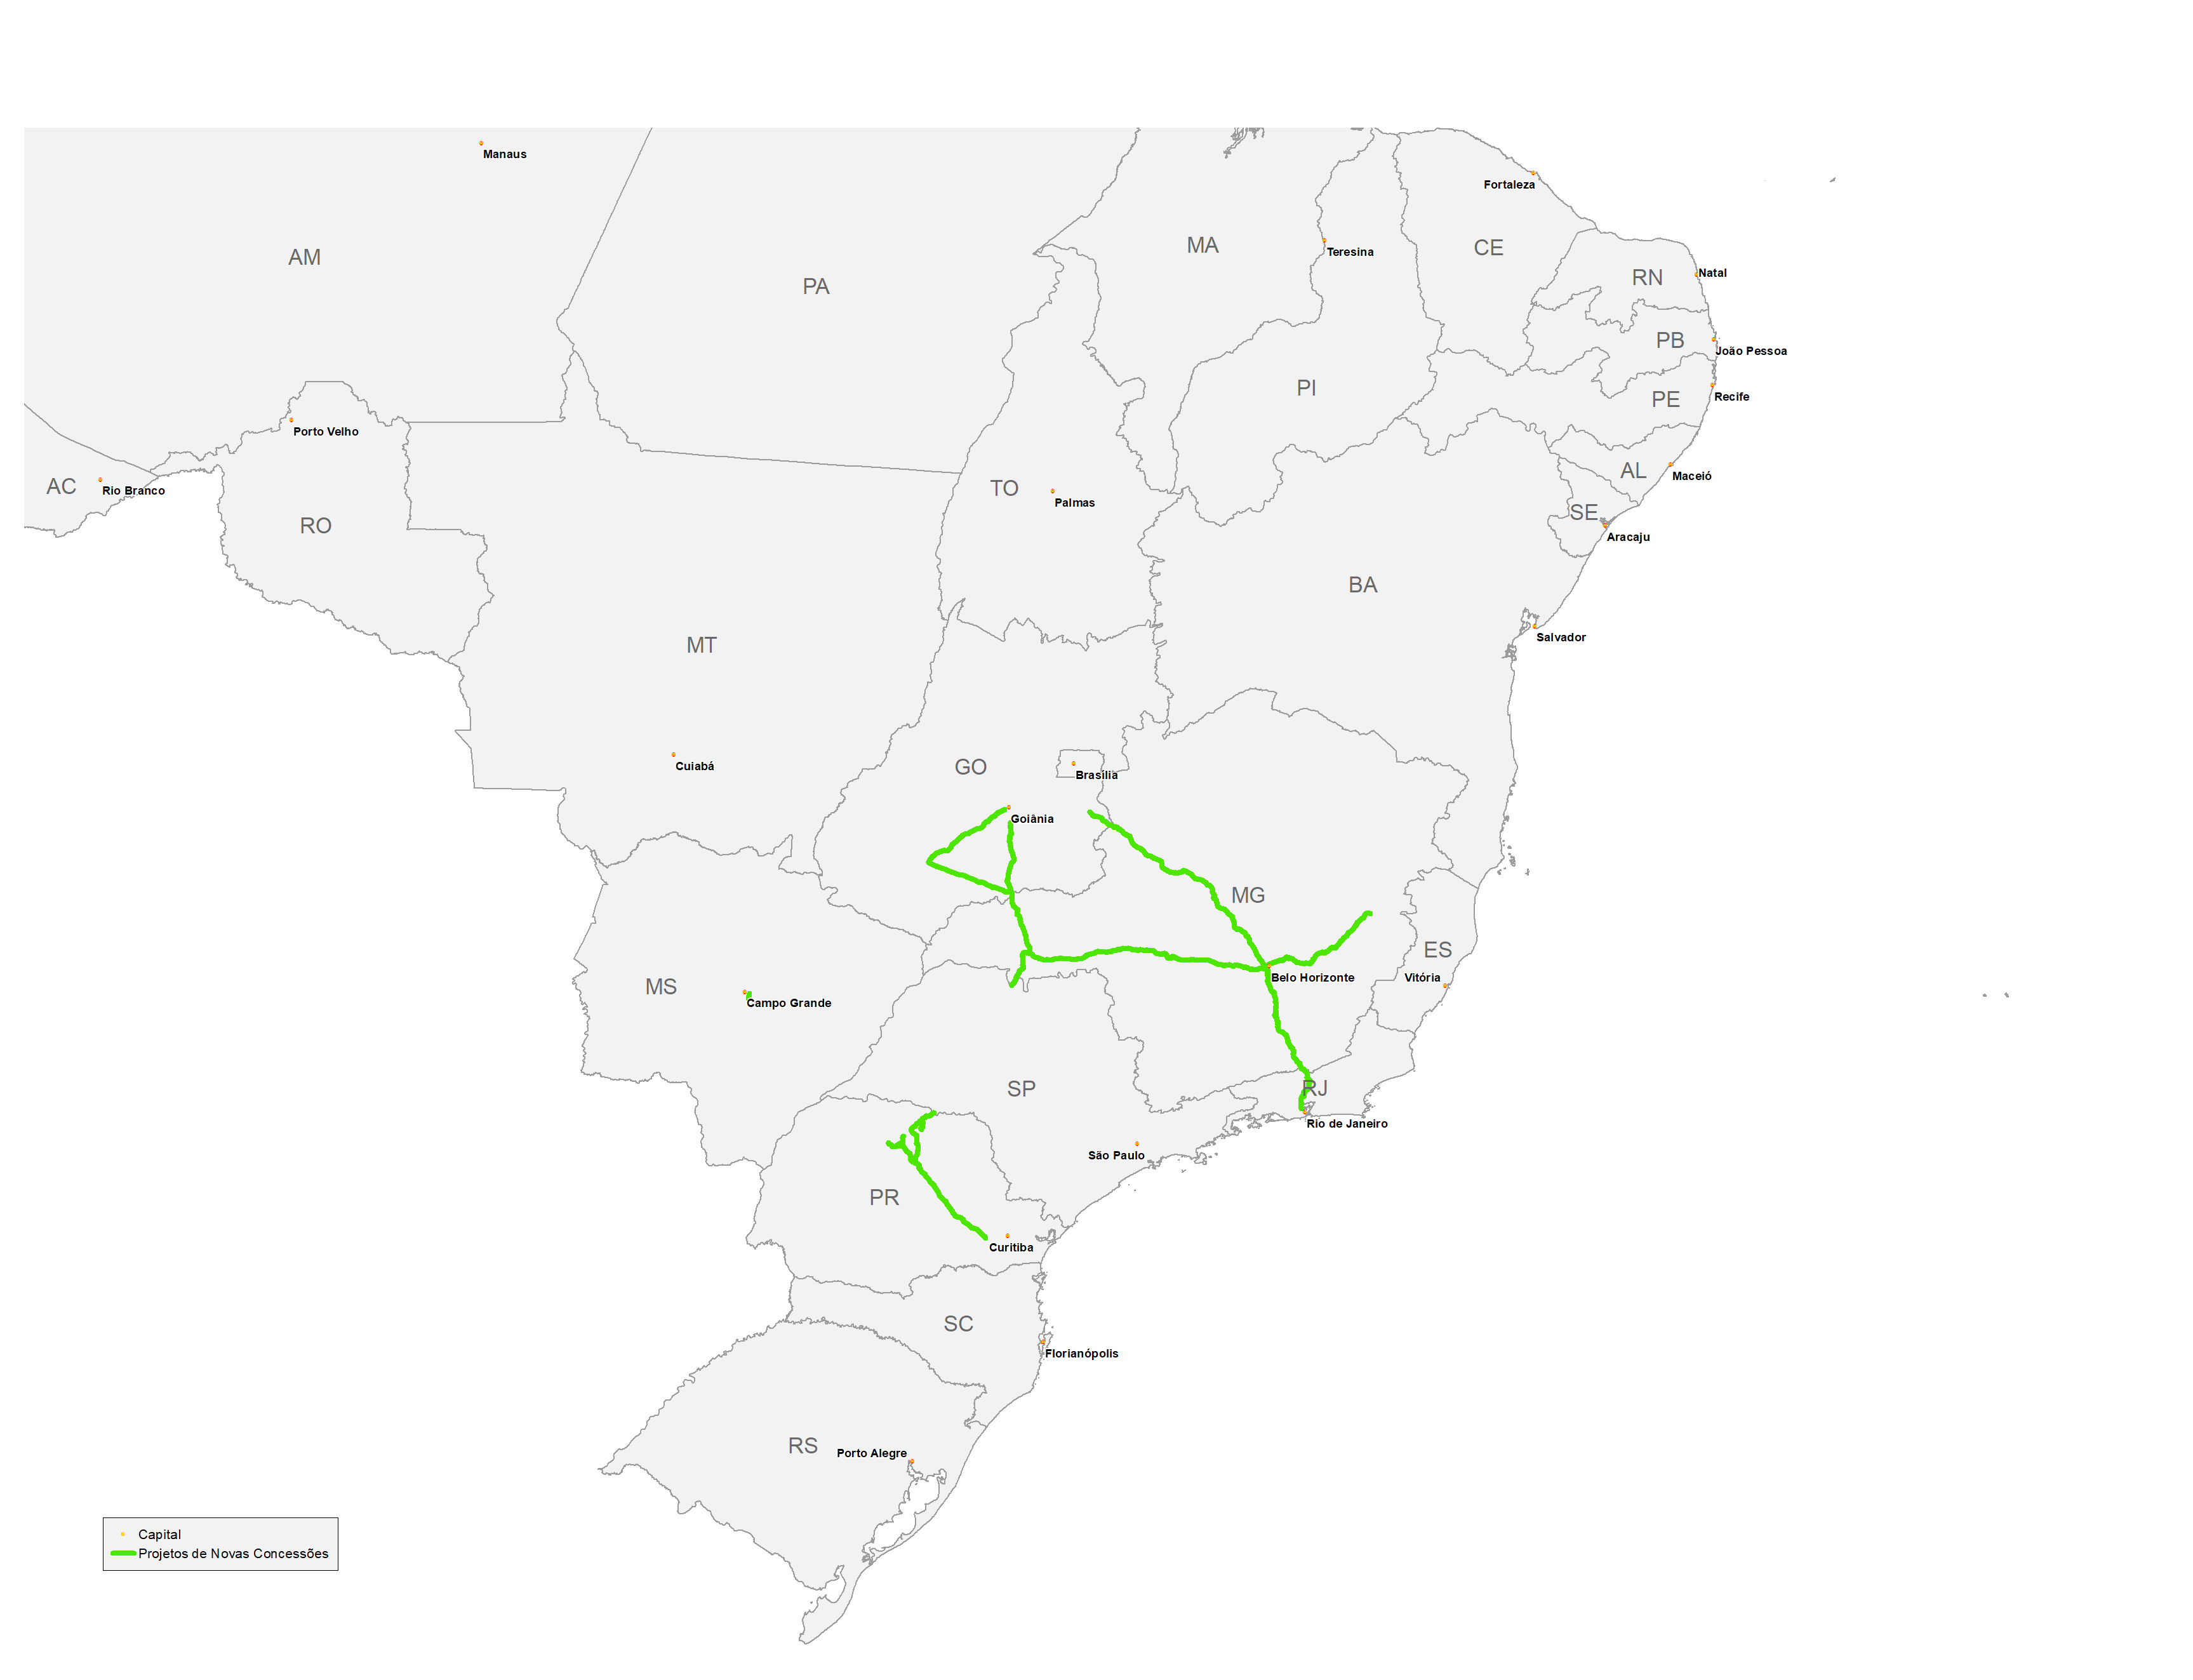 Manaus
Fortaleza
AM
MA
Teresina
CE
PA
RN
Natal
PB
João Pessoa
PI
PE
Recife
Porto Velho
AC
Rio Branco
TO
Palmas
AL
Maceió
RO
SE
Aracaju
BA
MT
Salvador
Cuiabá
GO
Brasília
Goiânia
MG
ES
MS
Campo Grande
Belo Horizonte
Vitória
SP
RJ
Rio de Janeiro
São Paulo
PR
Curitiba
SC
Florianópolis
RS
Porto Alegre
Capital
Projetos de Novas Concessões